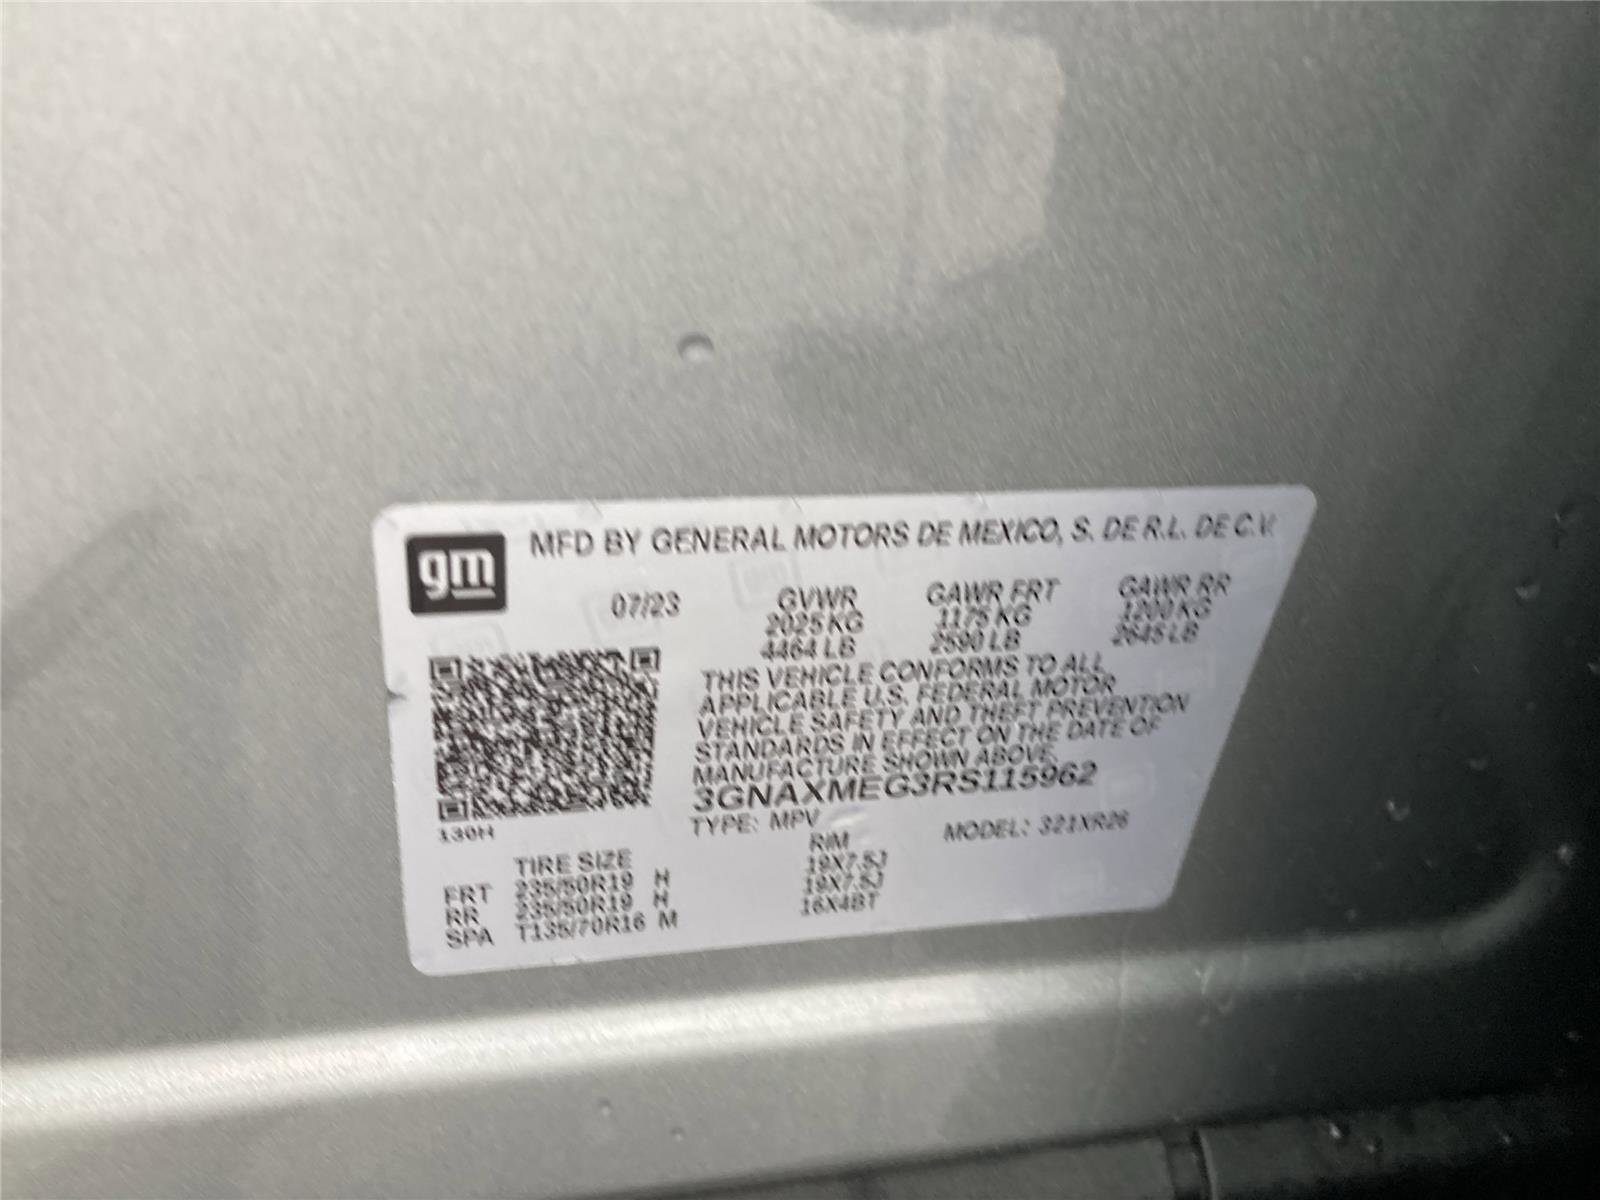 gm MFD BY GENERAL MOTORS DE MEXICO, S. DE R.L. DE C.V.
07/23 GVWR GAWR FRT GAWR RR
2025 KG 1175 KG 1200 KG
4464 LB 2590 LB 2645 LB
THIS VEHICLE CONFORMS TO ALL
APPLICABLE U.S. FEDERAL MOTOR
VEHICLE SAFETY AND THEFT PREVENTION
STANDARDS IN EFFECT ON THE DATE OF
MANUFACTURE SHOWN ABOVE.
3GNAXMEG3RS115962
130H
TYPE: MPV MODEL: 321XR26
TIRE SIZE RIM
FRT 235/50R19 H 19X7.5J
RR 235/50R19 H 19X7.5J
SPA T135/70R16 M 16X4BT